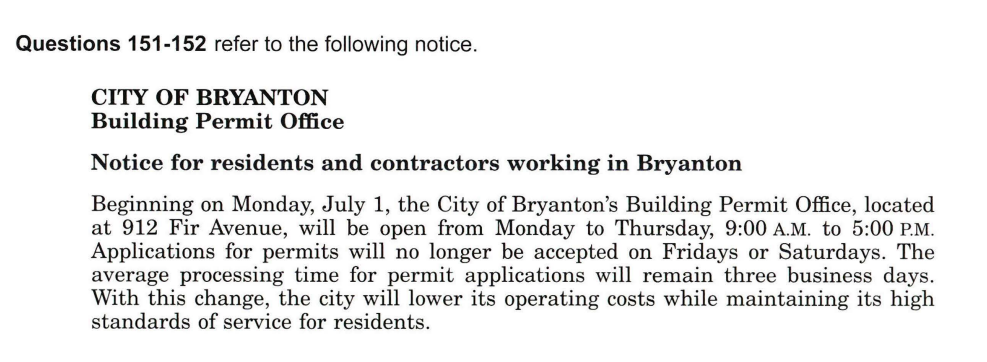 Questions 151-152 refer to the following notice.
CITY OF BRYANTON
Building Permit Office
Notice for residents and contractors working in Bryanton
Beginning on Monday, July 1, the City of Bryanton's Building Permit Office, located
at 912 Fir Avenue, will be open from Monday to Thursday, 9:00 A.M. to 5:00 P.M.
Applications for permits will no longer be accepted on Fridays or Saturdays. The
average processing time for permit applications will remain three business days.
With this change, the city will lower its operating costs while maintaining its high
standards of service for residents.